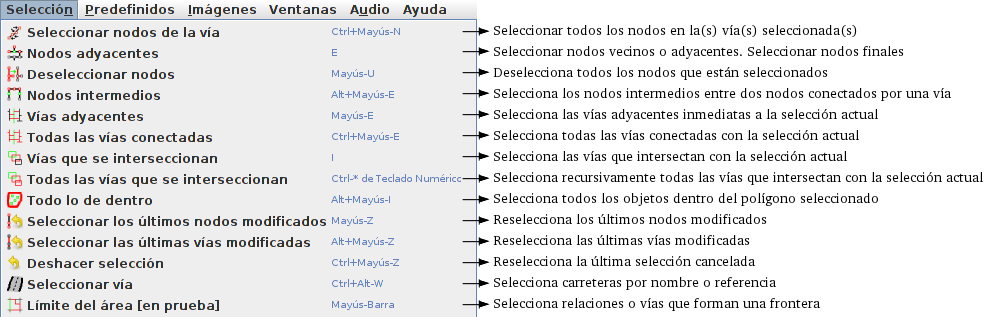 Selección Predefinidos Imágenes Ventanas Audio Ayuda
Seleccionar nodos de la vía Ctrl+Mayús-N Seleccionar todos los nodos en la(s) vía(s) seleccionada(s)
Nodos adyacentes E Seleccionar nodos vecinos o adyacentes. Seleccionar nodos finales
Deseleccionar nodos Mayús-U Deselecciona todos los nodos que están seleccionados
Nodos intermedios Alt+Mayús-E Selecciona los nodos intermedios entre dos nodos conectados por una vía
Vías adyacentes Mayús-E Selecciona las vías adyacentes inmediatas a la selección actual
Todas las vías conectadas Ctrl+Mayús-E Selecciona todas las vías conectadas con la selección actual
Vías que se interseccionan I Selecciona las vías que intersectan con la selección actual
Todas las vías que se interseccionan Ctrl-* de Teclado Numérico Selecciona recursivamente todas las vías que intersectan con la selección actual
Todo lo de dentro Alt+Mayús-I Selecciona todos los objetos dentro del polígono seleccionado
Seleccionar los últimos nodos modificados Mayús-Z Reselecciona los últimos nodos modificados
Seleccionar las últimas vías modificadas Alt+Mayús-Z Reselecciona las últimas vías modificadas
Deshacer selección Ctrl+Mayús-Z Reselecciona la última selección cancelada
Seleccionar vía Ctrl+Alt-W Selecciona carreteras por nombre o referencia
Límite del área [en prueba] Mayús-Barra Selecciona relaciones o vías que forman una frontera